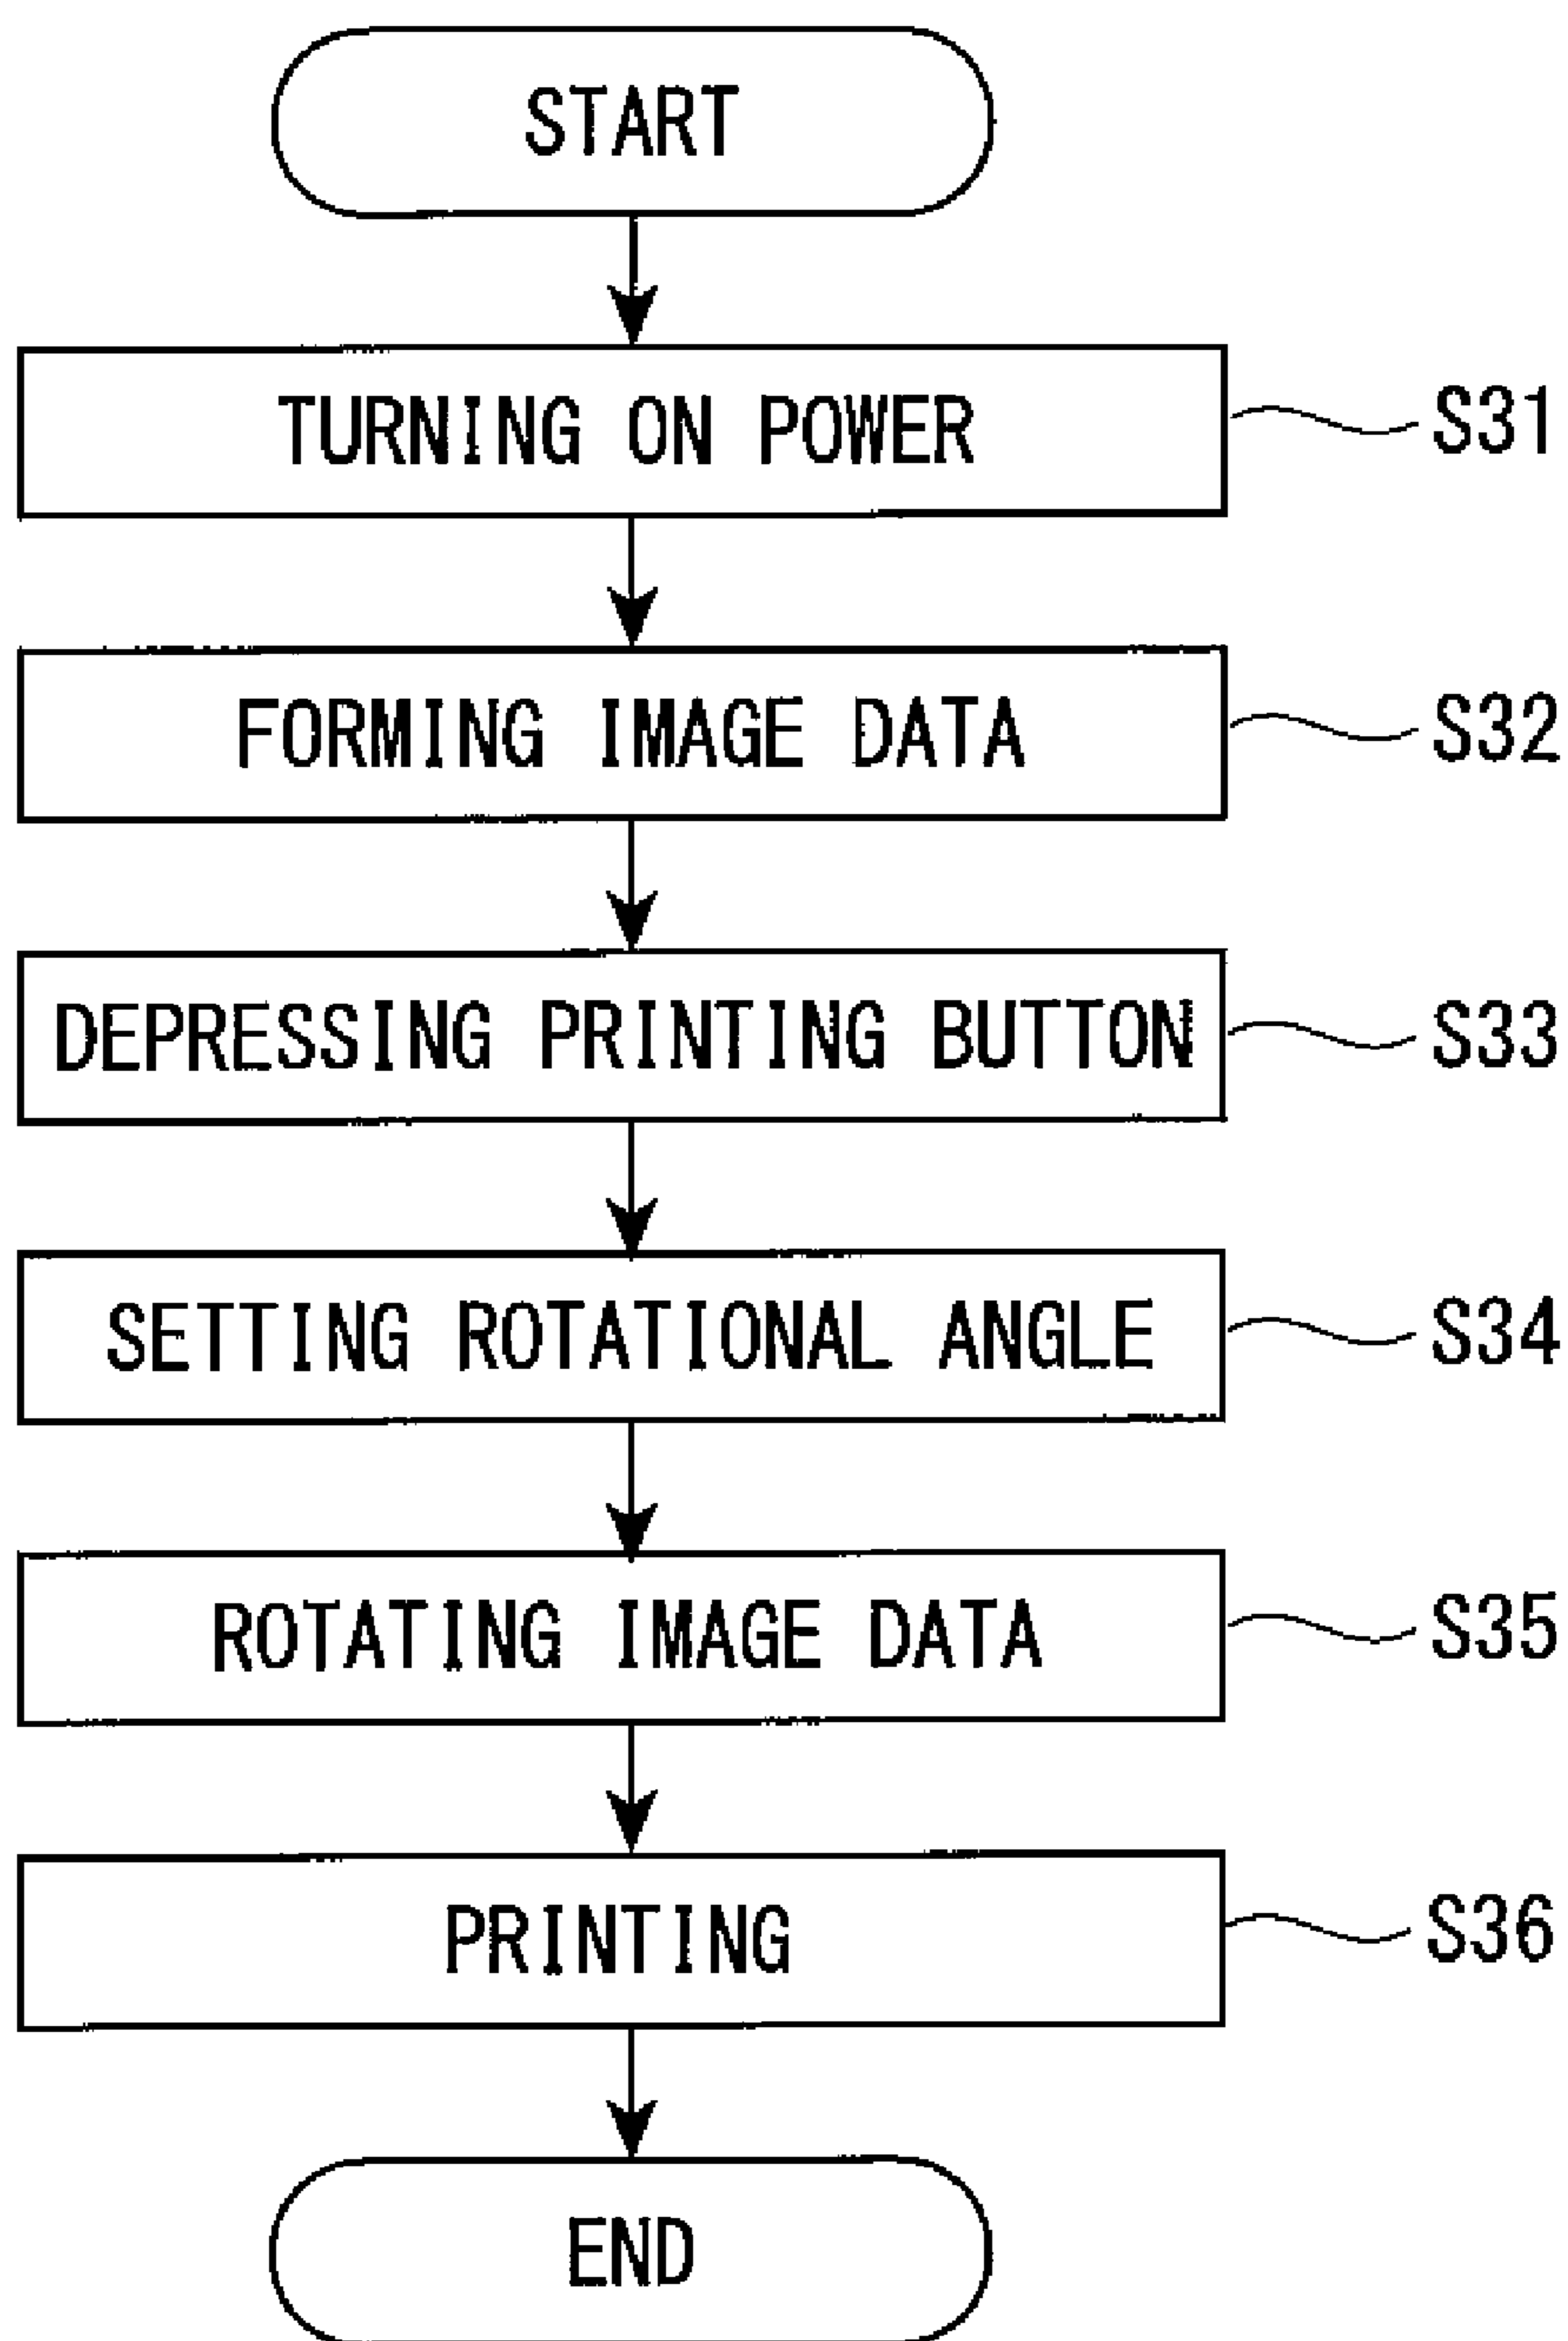 START
TURNING ON POWER S31
FORMING IMAGE DATA S32
DEPRESSING PRINTING BUTTON S33
SETTING ROTATIONAL ANGLE S34
ROTATING IMAGE DATA S35
PRINTING S36
END